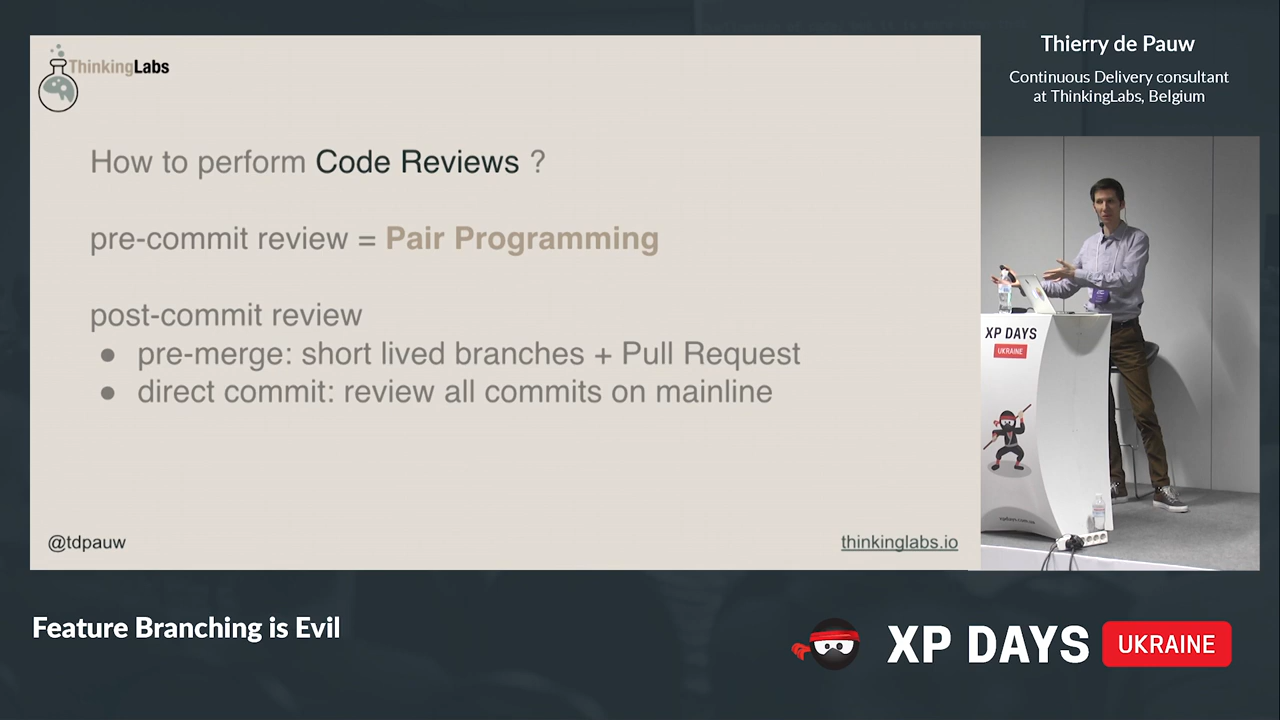 ThinkingLabs
How to perform Code Reviews ?
pre-commit review = Pair Programming
post-commit review
● pre-merge: short lived branches + Pull Request
● direct commit: review all commits on mainline
@tdpauw
thinkinglabs.io
Thierry de Pauw
Continuous Delivery consultant
at ThinkingLabs, Belgium
XP DAYS
UKRAINE
Feature Branching is Evil
XP DAYS UKRAINE